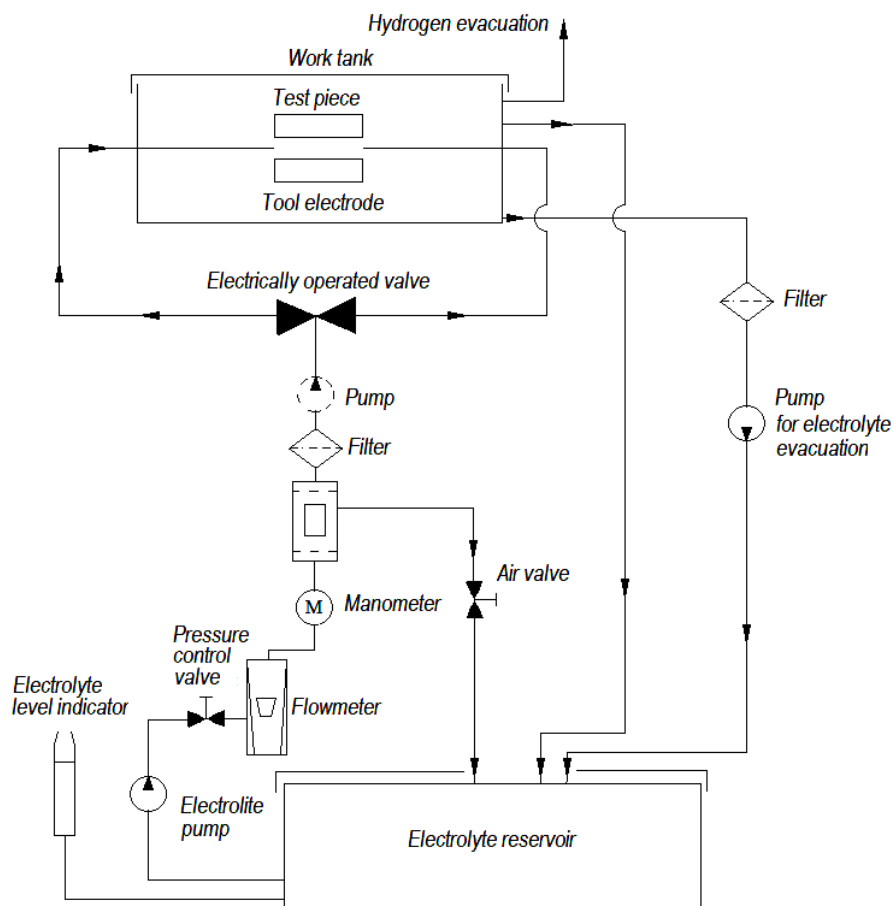 Hydrogen evacuation
Work tank
Test piece
Tool electrode
Electrically operated valve
Filter
Pump
Pump
for electrolyte
evacuation
Filter
Air valve
M
Manometer
Pressure
control
valve
Electrolyte
level indicator
Flowmeter
Electrolite
pump
Electrolyte reservoir